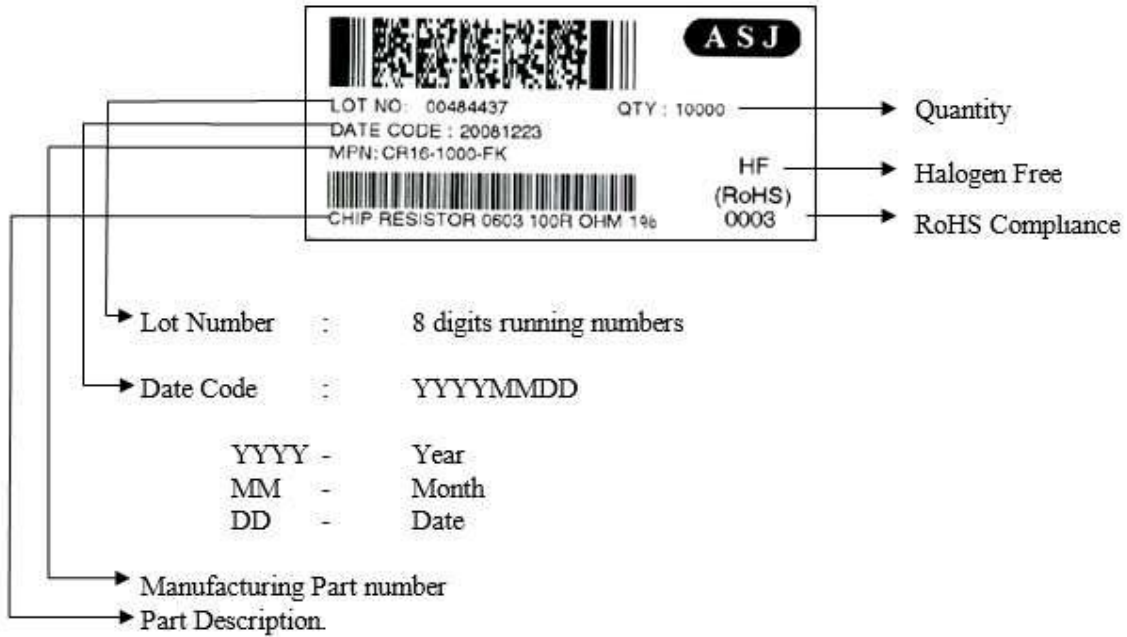 A S J
LOT NO: 00484437 QTY : 10000 Quantity
DATE CODE : 20081223
MPN: CR16-1000-FK
HF Halogen Free
(RoHS)
CHIP RESISTOR 0603 100R OHM 1% 0003 RoHS Compliance
Lot Number : 8 digits running numbers
Date Code : YYYYMMDD
YYYY - Year
MM - Month
DD - Date
Manufacturing Part number
Part Description.